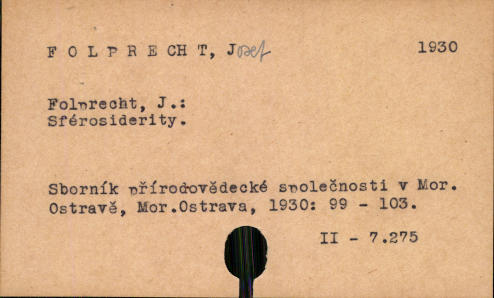 FOLPRECHT, Josef 1930
Folprecht, J.:
Sférosiderity.
Sborník přírodovědecké společnosti v Mor.
Ostravě, Mor.Ostrava, 1930: 99 - 103.
II - 7.275